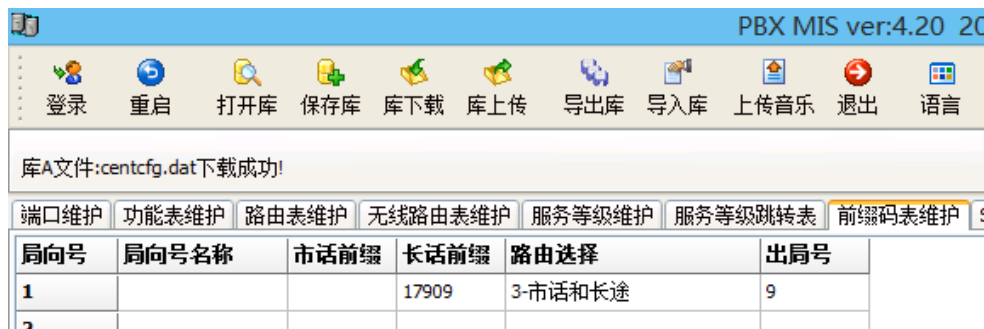 PBX MIS ver:4.20 20
登录 重启 打开库 保存库 库下载 库上传 导出库 导入库 上传音乐 退出 语言
库A文件:centcfg.dat下载成功!
端口维护 功能表维护 路由表维护 无线路由表维护 服务等级维护 服务等级跳转表 前缀码表维护
局向号 局向号名称 市话前缀 长话前缀 路由选择 出局号
1 17909 3-市话和长途 9